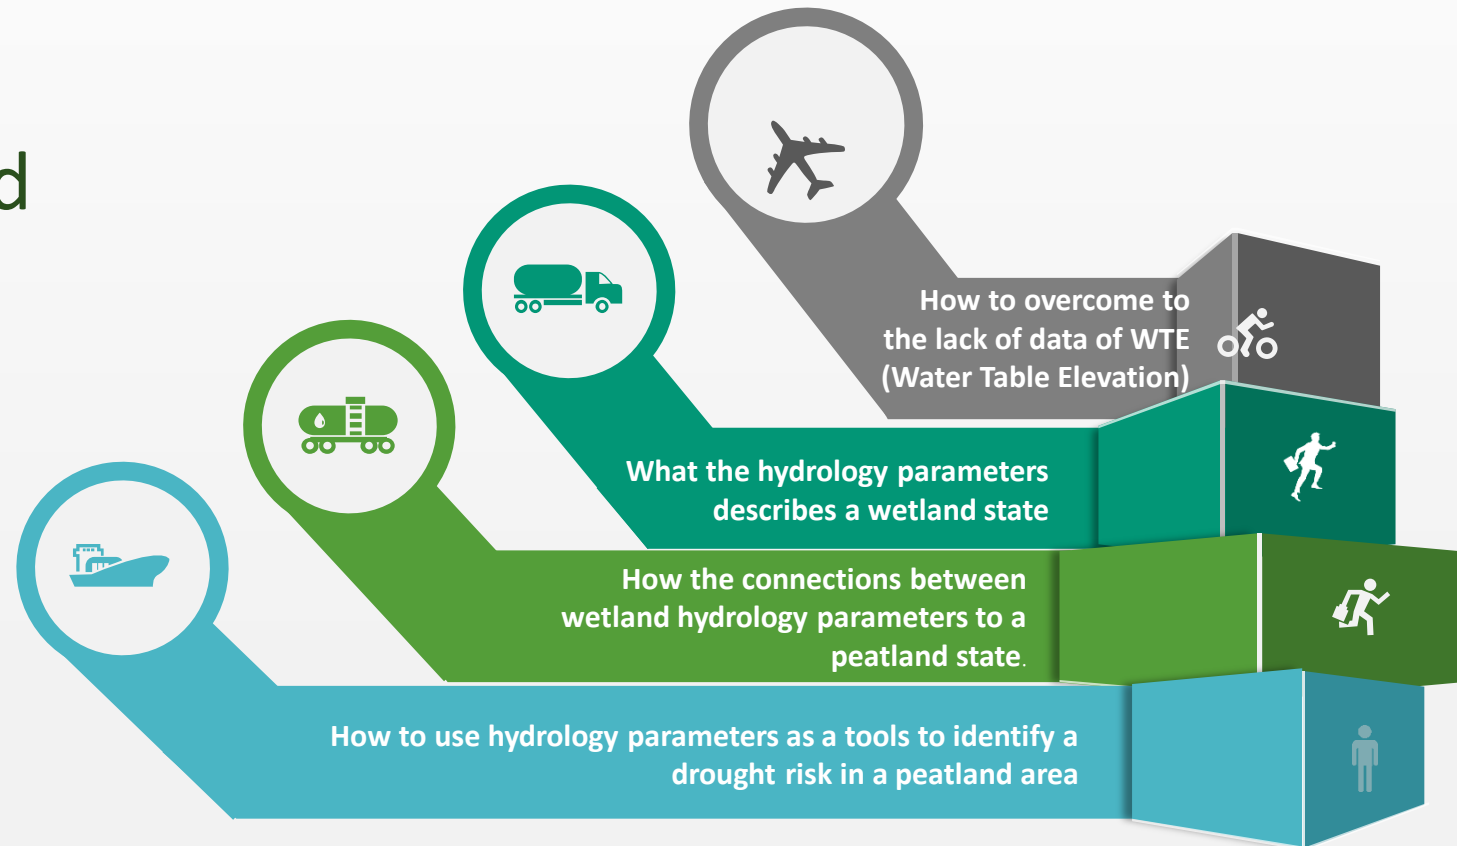 d
How to overcome to
the lack of data of WTE
(Water Table Elevation)
What the hydrology parameters
describes a wetland state
How the connections between
wetland hydrology parameters to a
peatland state.
How to use hydrology parameters as a tools to identify a
drought risk in a peatland area